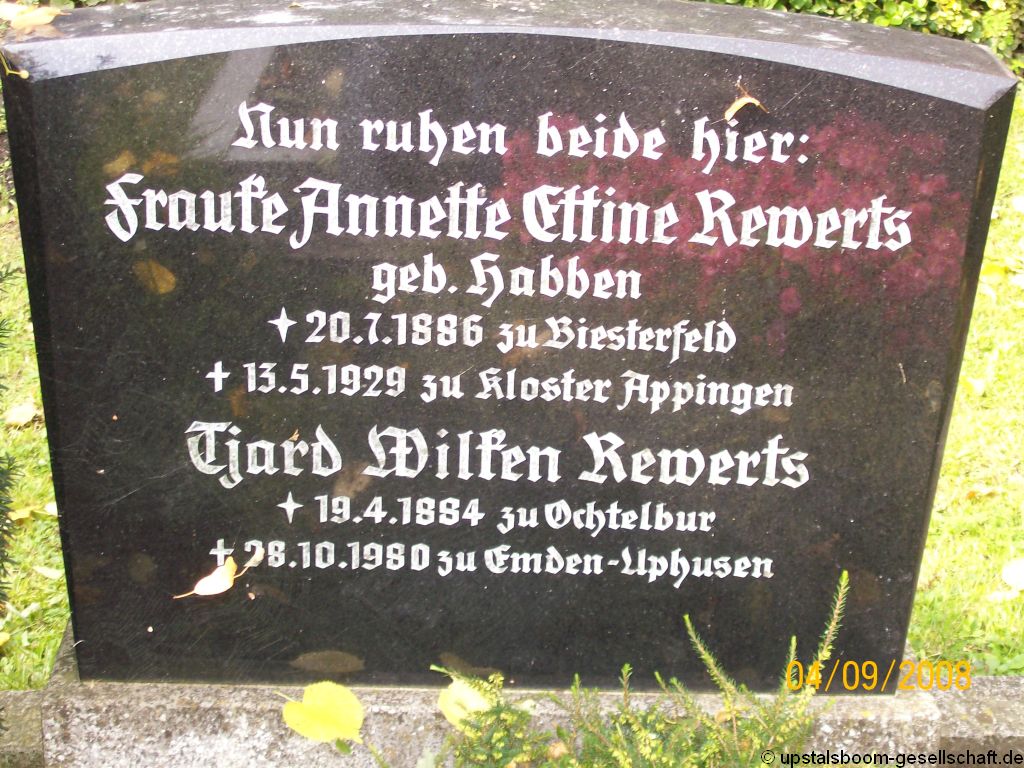 Nun ruhen beide hier:
Frauke Annette Ettine Rewerts
geb. Habben
20.7.1886 zu Biesterfeld
† 13.5.1929 zu Kloster Appingen
Tjard Wilken Rewerts
19.4.1884 zu Ochtelbur
† 28.10.1980 zu Emden-Uphusen
04/09/2008
© upstalsboom-gesellschaft.de